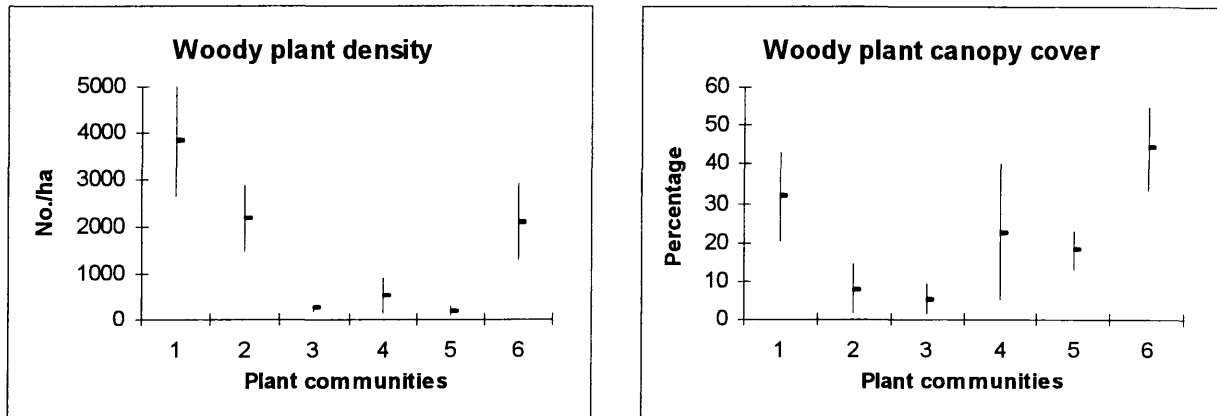 Woody plant density
5000
4000
3000
2000
1000
0
No./ha
1 2 3 4 5 6
Plant communities
Woody plant canopy cover
60
50
40
30
20
10
0
Percentage
1 2 3 4 5 6
Plant communities